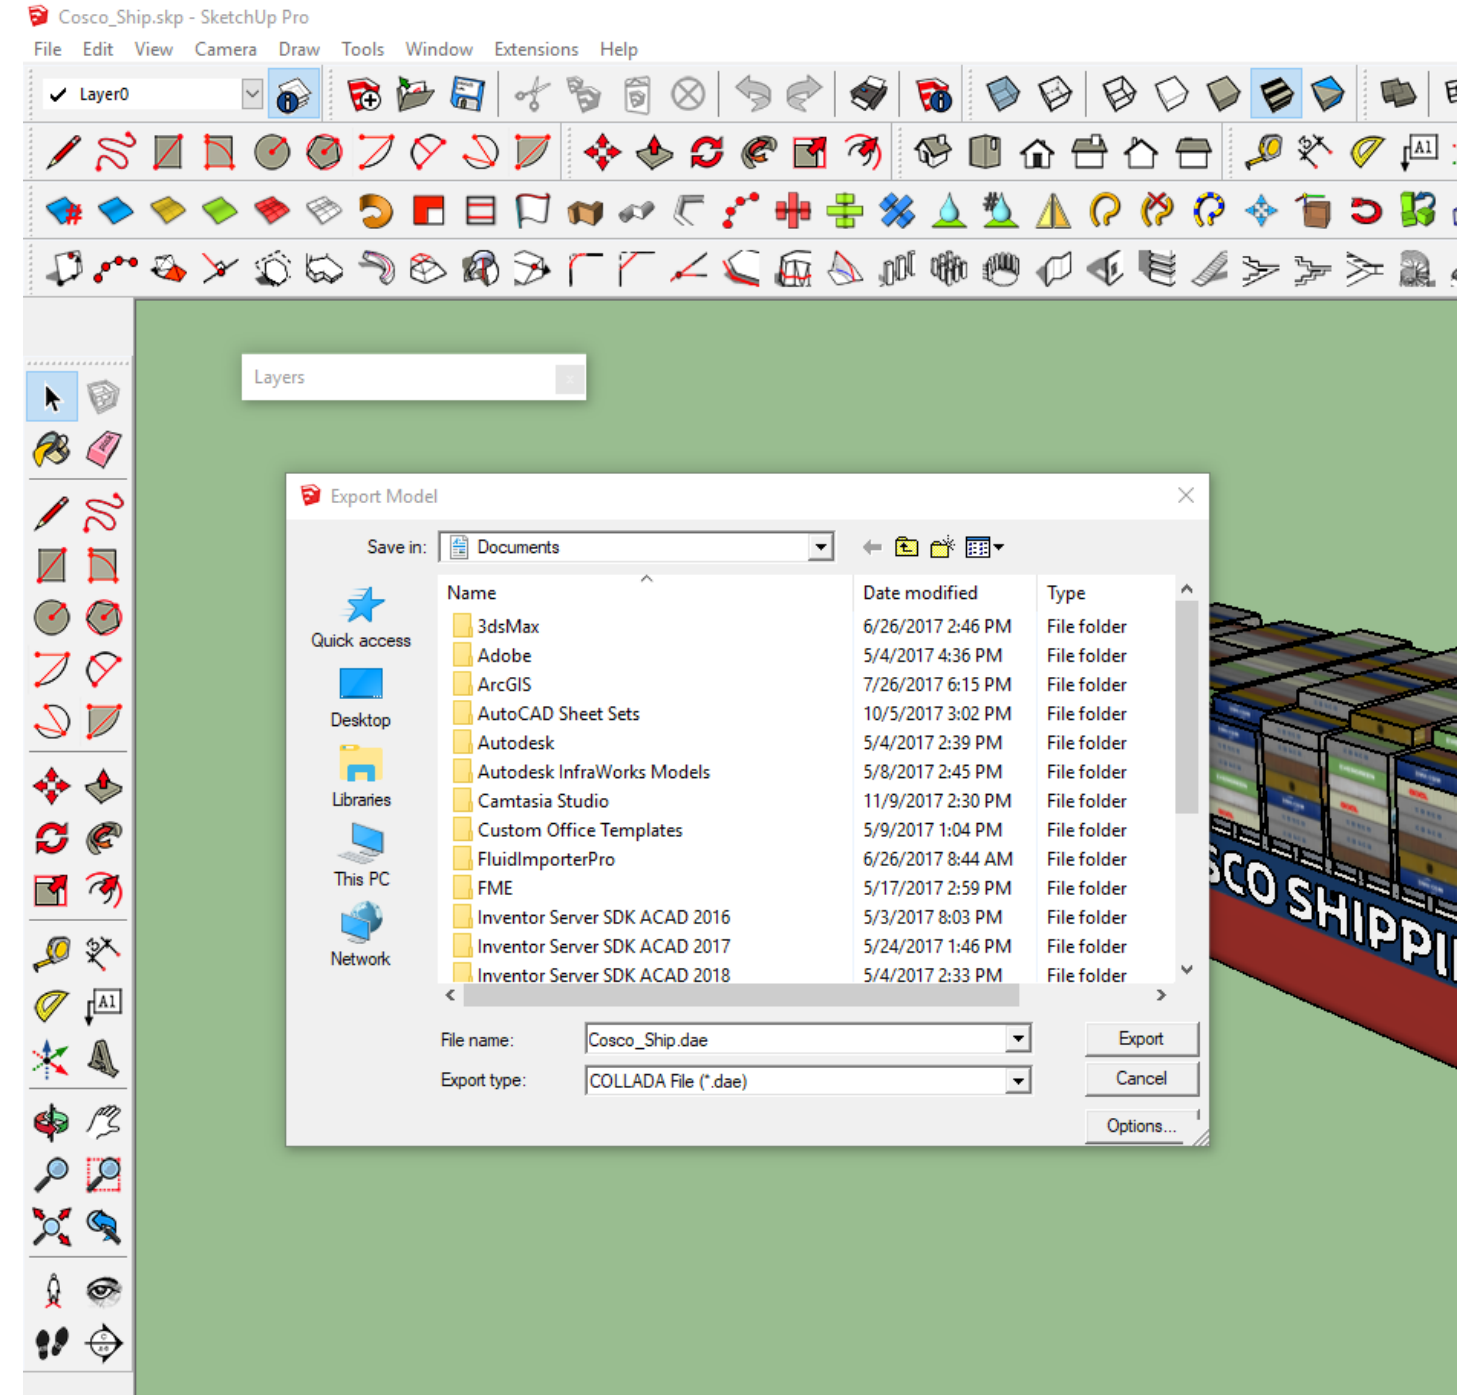 Cosco_Ship.skp - SketchUp Pro
File Edit View Camera Draw Tools Window Extensions Help
Layer0
A1
Layers
x
Export Model
Save in: Documents
Name Date modified Type
3dsMax 6/26/2017 2:46 PM File folder
Adobe 5/4/2017 4:36 PM File folder
ArcGIS 7/26/2017 6:15 PM File folder
AutoCAD Sheet Sets 10/5/2017 3:02 PM File folder
Autodesk 5/4/2017 2:39 PM File folder
Autodesk InfraWorks Models 5/8/2017 2:45 PM File folder
Camtasia Studio 11/9/2017 2:30 PM File folder
Custom Office Templates 5/9/2017 1:04 PM File folder
FluidImporterPro 6/26/2017 8:44 AM File folder
FME 5/17/2017 2:59 PM File folder
Inventor Server SDK ACAD 2016 5/3/2017 8:03 PM File folder
Inventor Server SDK ACAD 2017 5/24/2017 1:46 PM File folder
Inventor Server SDK ACAD 2018 5/4/2017 2:33 PM File folder
Quick access
Desktop
Libraries
This PC
Network
File name: Cosco_Ship.dae Export
Export type: COLLADA File (*.dae) Cancel
Options...
A1
SCO SHIPPI